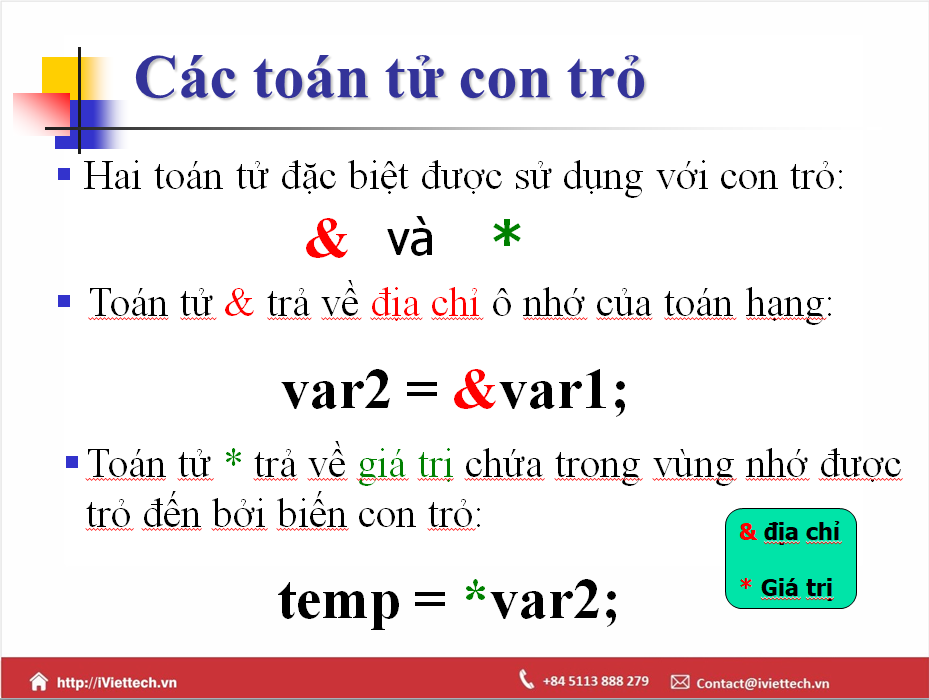 Các toán tử con trỏ
Hai toán tử đặc biệt được sử dụng với con trỏ:
& và *
Toán tử & trả về địa chỉ ô nhớ của toán hạng:
var2 = &var1;
Toán tử * trả về giá trị chứa trong vùng nhớ được
trỏ đến bởi biến con trỏ:
& địa chỉ
* Giá trị
temp = *var2;
http://iViettech.vn
+84 5113 888 279
Contact@iviettech.vn